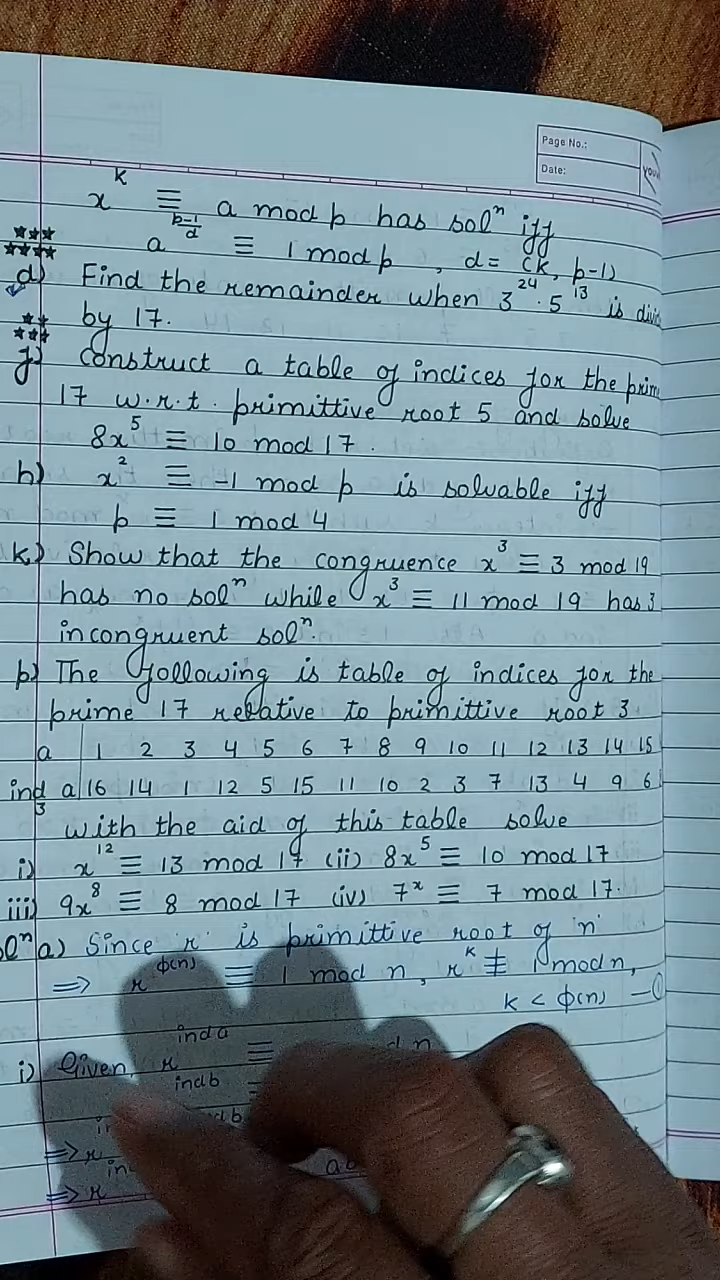 Page No.:
Date:
x^k ≡ a mod p has sol^n iff
a^((p-1)/d) ≡ 1 mod p , d = (k, p-1)
d) Find the remainder when 3^24 . 5^13 is
by 17.
j) Construct a table of indices for the
17 w.r.t. primittive root 5 and solve
8x^5 ≡ 10 mod 17.
h) x^2 ≡ -1 mod p is solvable iff
p ≡ 1 mod 4
k) Show that the congruence x^3 ≡ 3 mod 19
has no sol^n while x^3 ≡ 11 mod 19 has 3
incongruent sol^n.
p) The following is table of indices for the
prime 17 relative to primittive root 3
a 1 2 3 4 5 6 7 8 9 10 11 12 13 14 15
ind_3 a 16 14 1 12 5 15 11 10 2 3 7 13 4 9 6
with the aid of this table solve
i) x^12 ≡ 13 mod 17 (ii) 8x^5 ≡ 10 mod 17
iii) 9x^8 ≡ 8 mod 17 (iv) 7^x ≡ 7 mod 17.
a) Since r is primittive root of 'n'
⇒ r^ϕ(n) ≡ 1 mod n, r^k ≢ 1 mod n,
k < ϕ(n) —
i) Given, r^ind a ≡
ind b
⇒ r
⇒ r